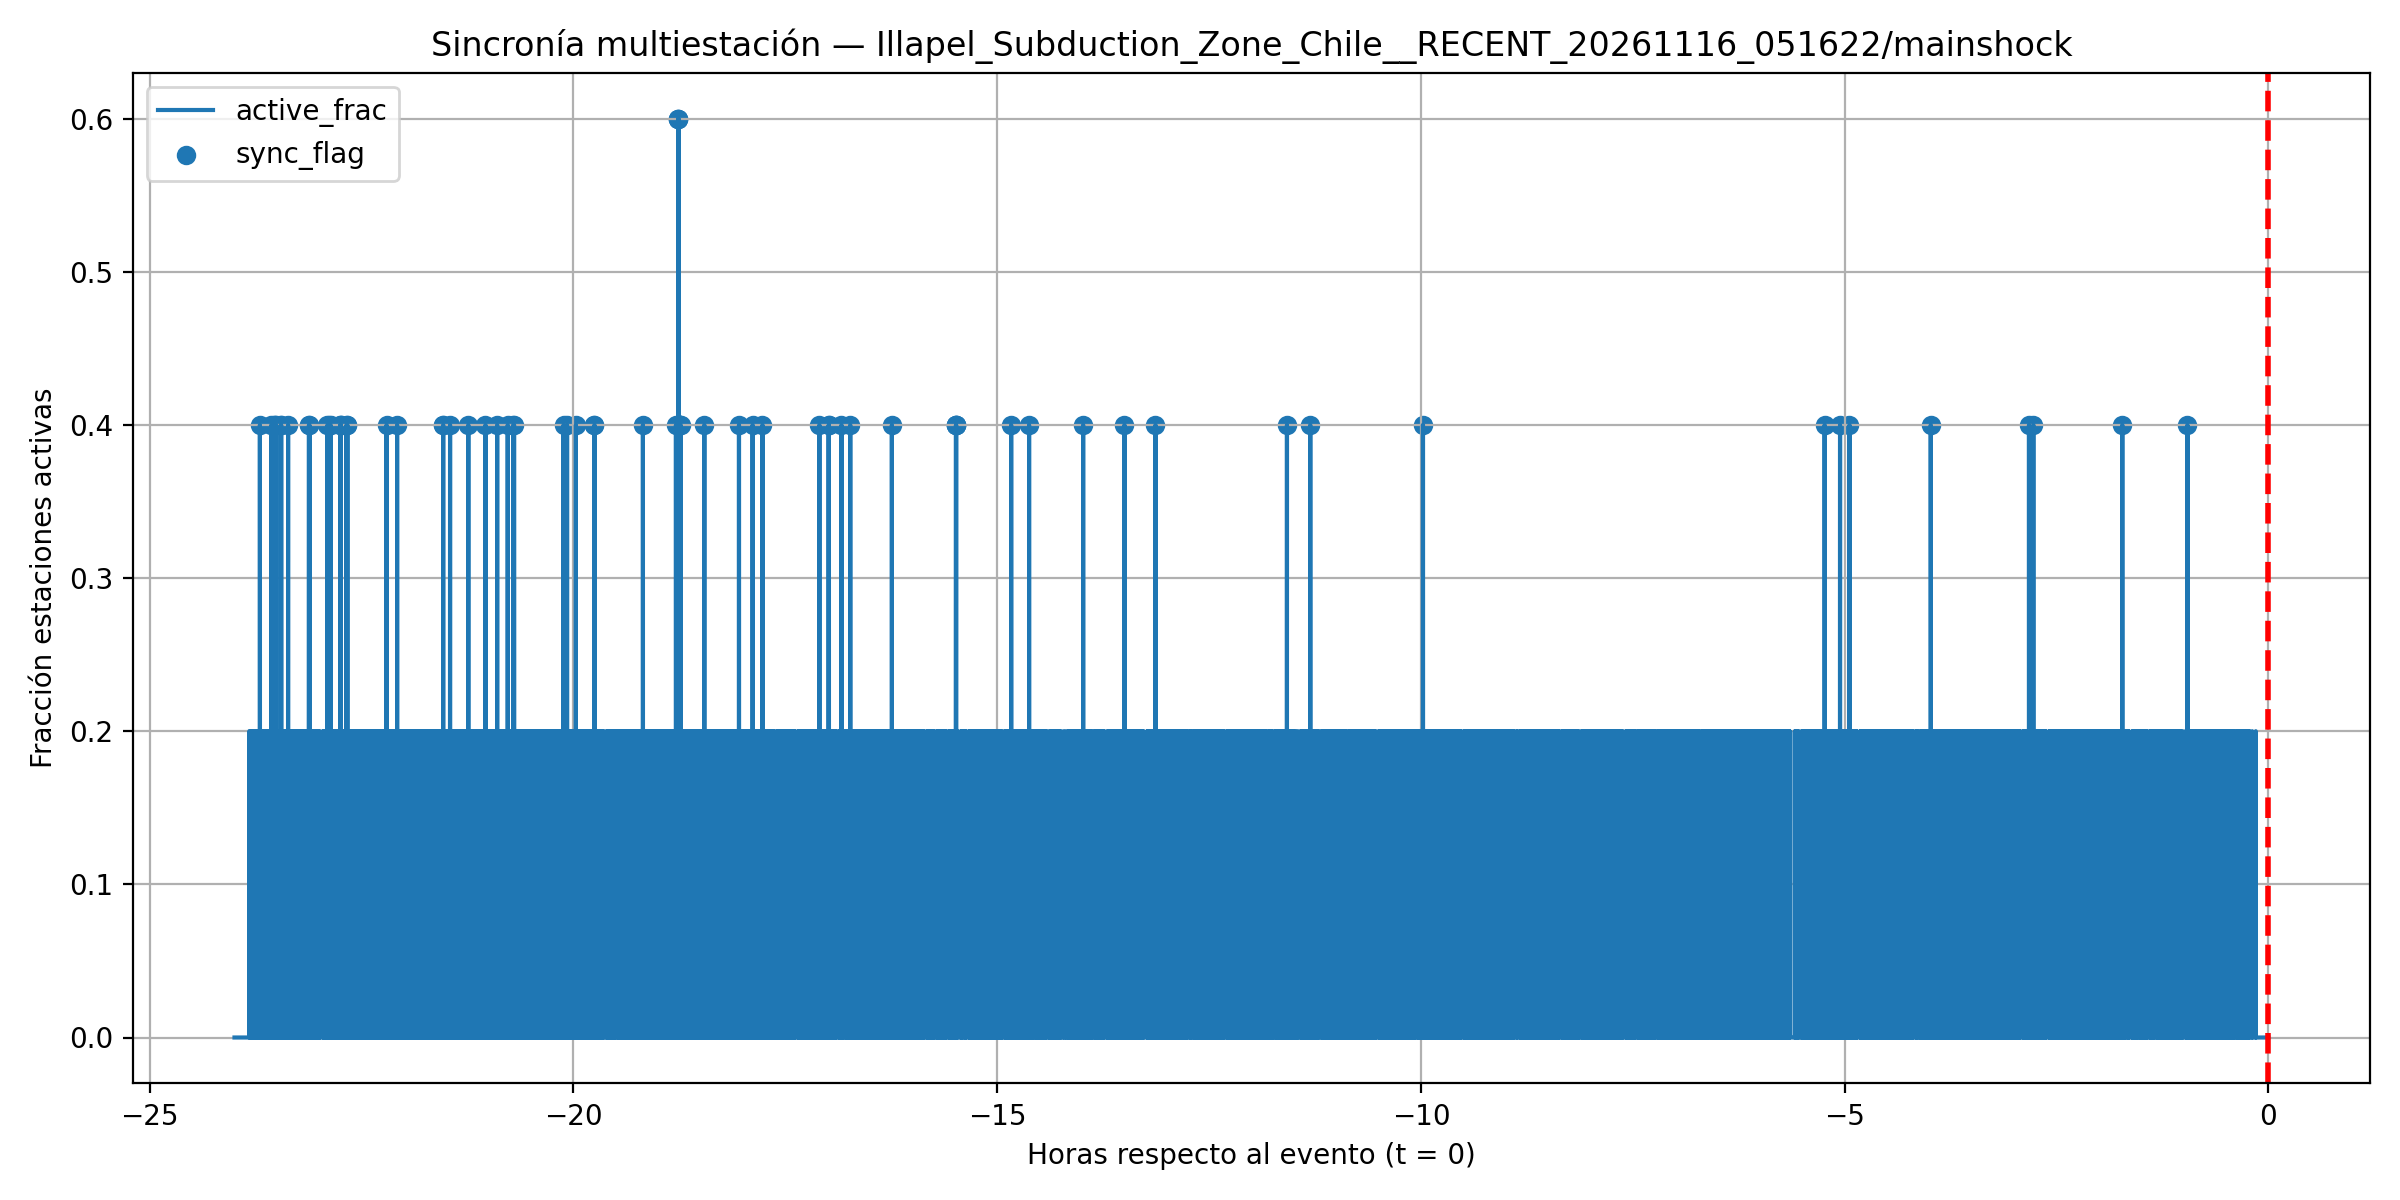 Sincronía multiestación — Illapel_Subduction_Zone_Chile__RECENT_20261116_051622/mainshock
active_frac
sync_flag
Fracción estaciones activas
0.6
0.5
0.4
0.3
0.2
0.1
0.0
−25
−20
−15
−10
−5
0
Horas respecto al evento (t = 0)